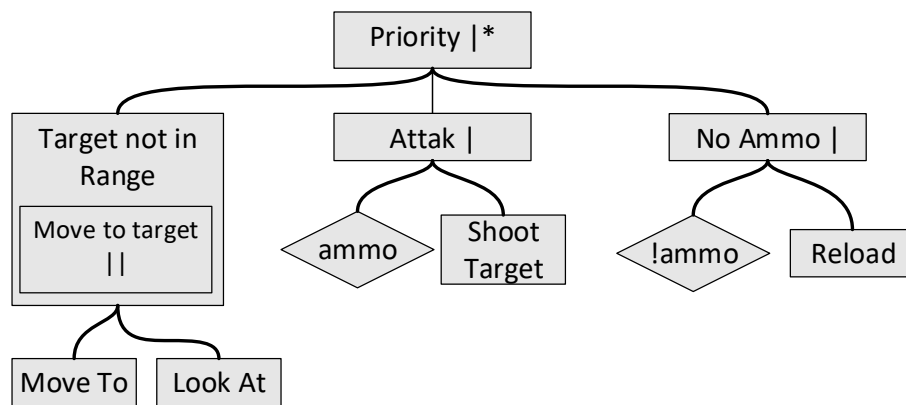 Priority |*
Target not in
Range
Move to target
||
Attak |
No Ammo |
ammo
Shoot
Target
!ammo
Reload
Move To
Look At